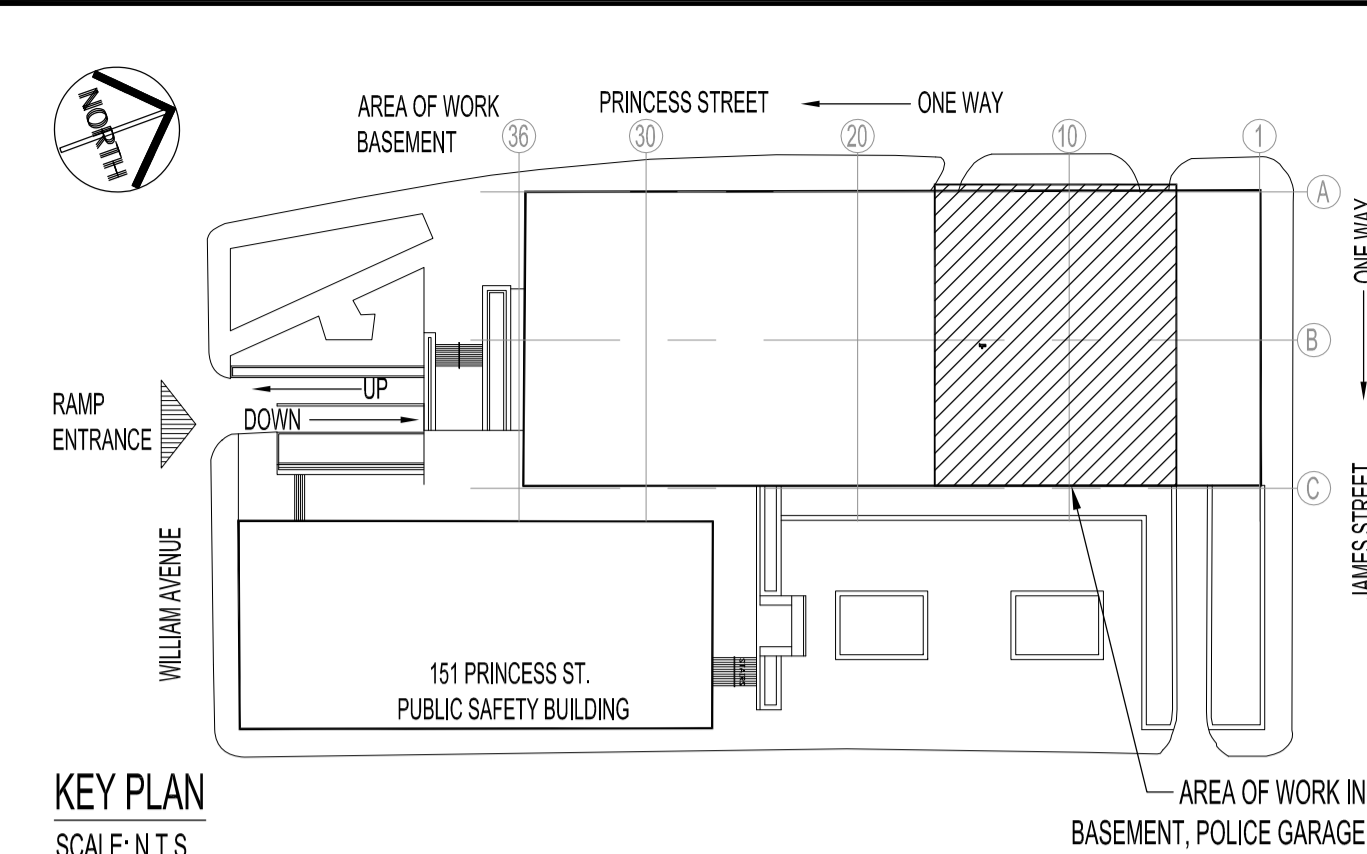 NORTH
AREA OF WORK
BASEMENT
PRINCESS STREET
ONE WAY
36
30
20
10
1
A
B
C
ONE WAY
JAMES STREET
UP
DOWN
RAMP
ENTRANCE
WILLIAM AVENUE
STAIRS
151 PRINCESS ST.
PUBLIC SAFETY BUILDING
KEY PLAN
SCALE: N.T.S.
AREA OF WORK IN
BASEMENT, POLICE GARAGE